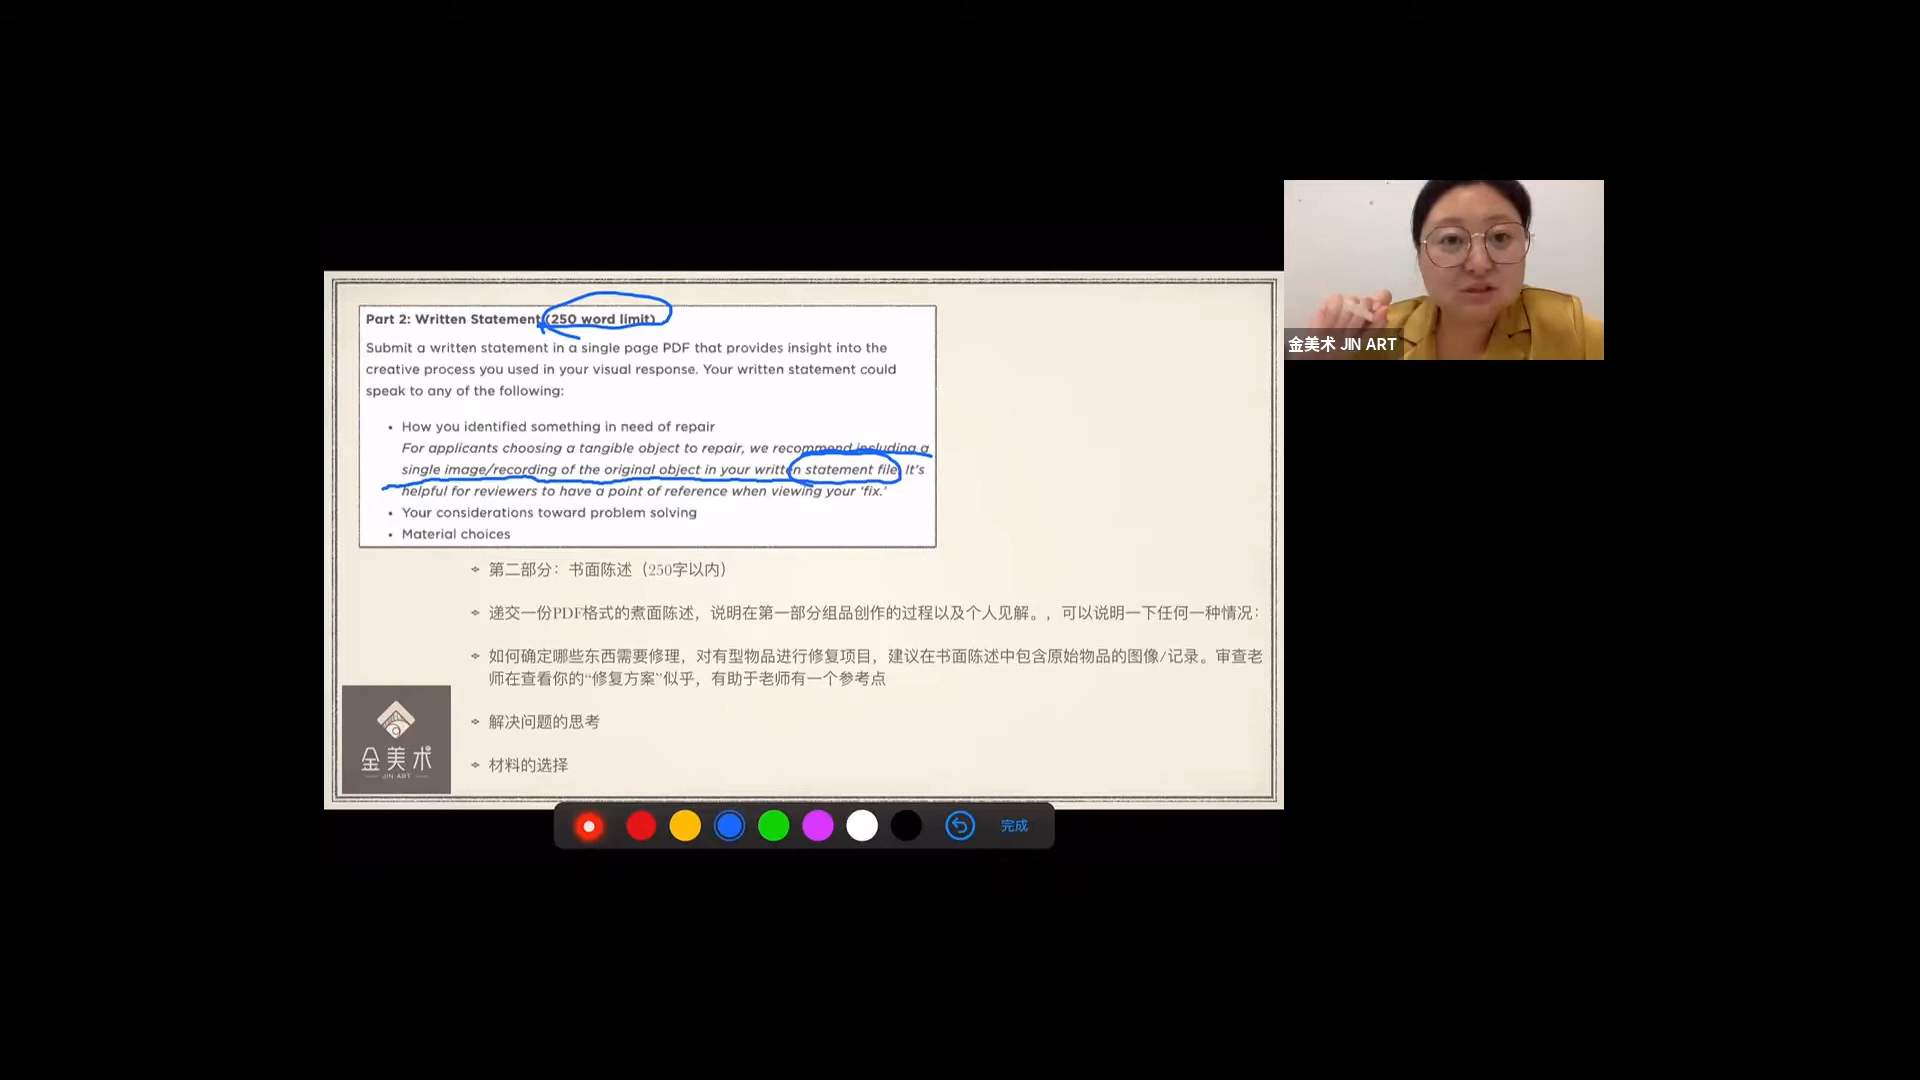 Part 2: Written Statement (250 word limit)
Submit a written statement in a single page PDF that provides insight into the
creative process you used in your visual response. Your written statement could
speak to any of the following:
• How you identified something in need of repair
For applicants choosing a tangible object to repair, we recommend including a
single image/recording of the original object in your written statement file. It's
helpful for reviewers to have a point of reference when viewing your 'fix.'
• Your considerations toward problem solving
• Material choices
第二部分：书面陈述（250字以内）
递交一份PDF格式的煮面陈述，说明在第一部分组品创作的过程以及个人见解。，可以说明一下任何一种情况：
如何确定哪些东西需要修理，对有型物品进行修复项目，建议在书面陈述中包含原始物品的图像/记录。审查老
师在查看你的“修复方案”似乎，有助于老师有一个参考点
解决问题的思考
材料的选择
金美术
JIN ART
金美术 JIN ART
完成